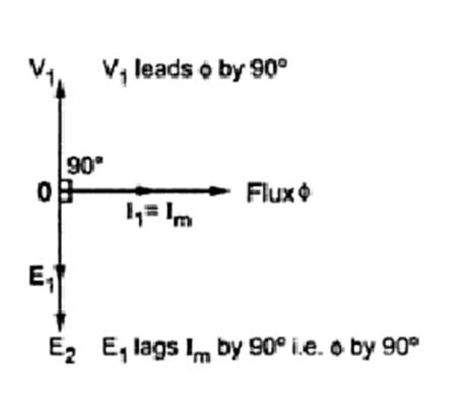 V₁ V₁ leads ϕ by 90°
90°
0 Flux ϕ
I₁= Iₘ
E₁
E₂ E₁ lags Iₘ by 90° i.e. ϕ by 90°